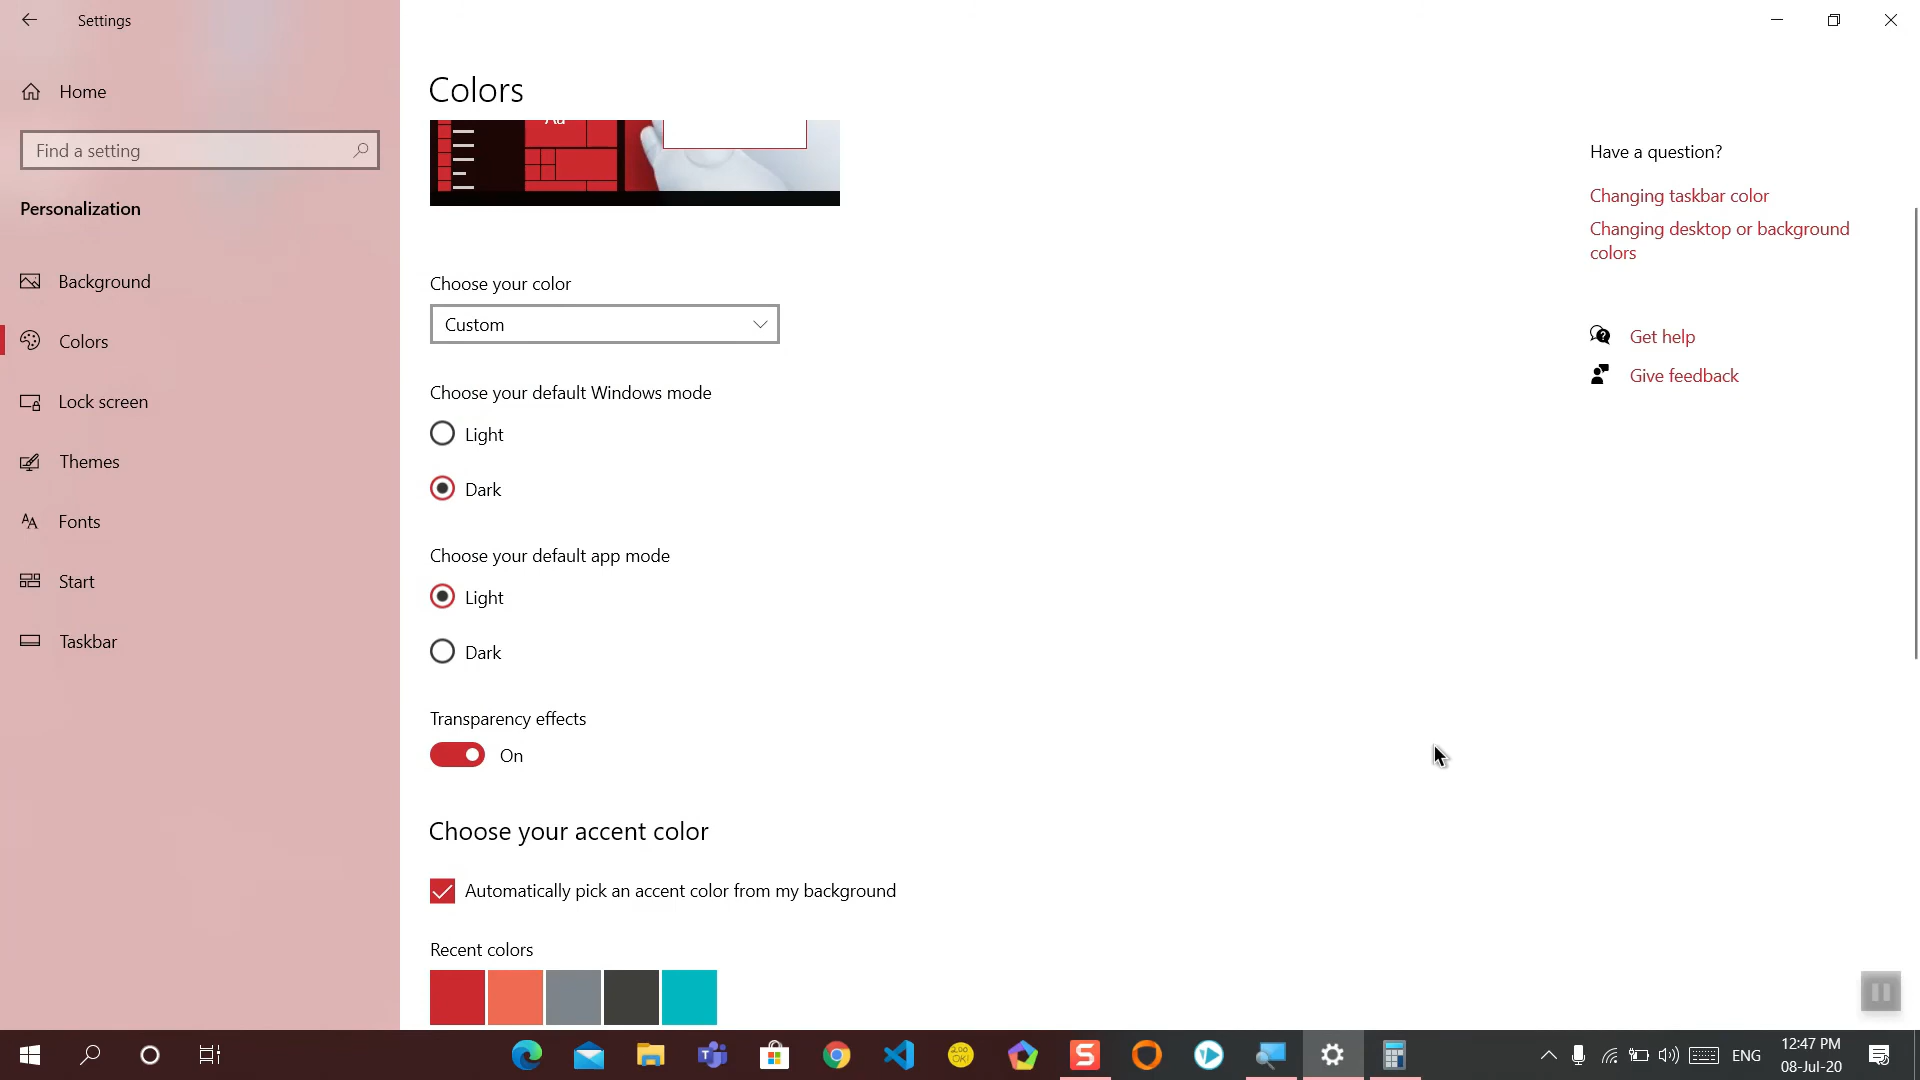 Settings
Home
Find a setting
Personalization
Background
Colors
Lock screen
Themes
Fonts
Start
Taskbar
Colors
Choose your color
Custom
Choose your default Windows mode
Light
Dark
Choose your default app mode
Light
Dark
Transparency effects
On
Choose your accent color
Automatically pick an accent color from my background
Recent colors
Have a question?
Changing taskbar color
Changing desktop or background
colors
Get help
Give feedback
ENG
12:47 PM
08-Jul-20